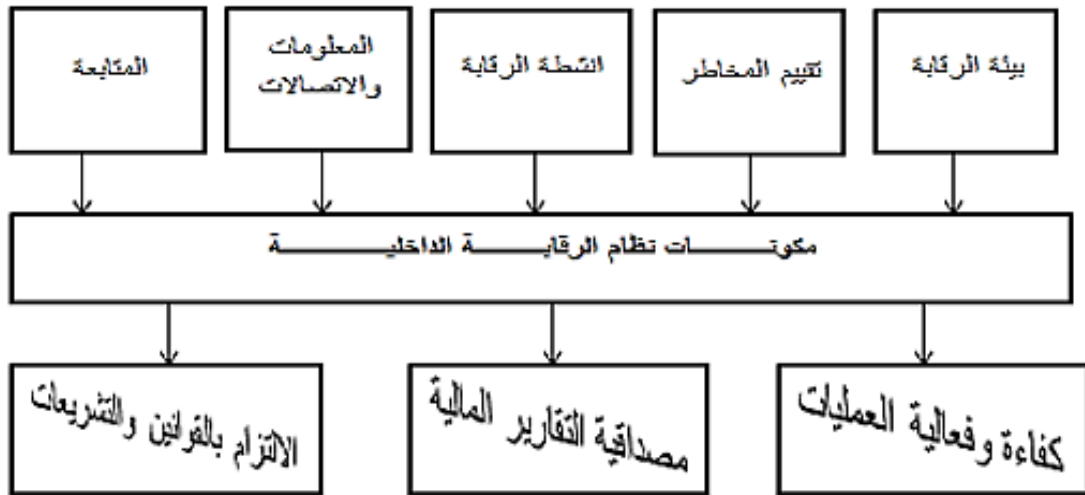 بيئة الرقابة
تقييم المخاطر
انشطة الرقابة
المعلومات
والاتصالات
المتابعة
مكونـــــات نظام الرقابـــــة الداخليـــــــة
كفاءة وفعالية العمليات
مصداقية التقارير المالية
الالتزام بالقوانين والتشريعات